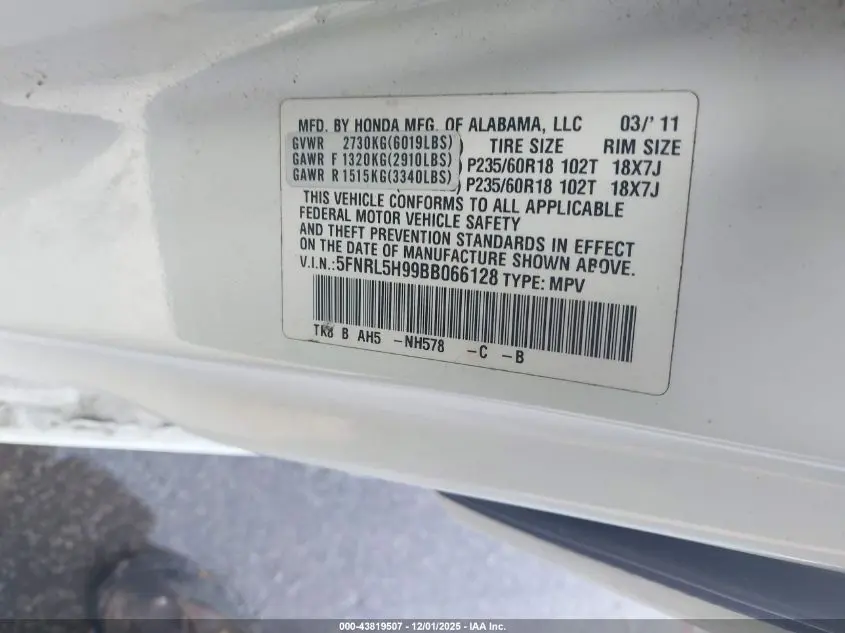 MFD. BY HONDA MFG. OF ALABAMA, LLC 03/' 11
GVWR 2730KG(6019LBS) TIRE SIZE RIM SIZE
GAWR F 1320KG(2910LBS) P235/60R18 102T 18X7J
GAWR R 1515KG(3340LBS) ) P235/60R18 102T 18X7J
THIS VEHICLE CONFORMS TO ALL APPLICABLE
FEDERAL MOTOR VEHICLE SAFETY
AND THEFT PREVENTION STANDARDS IN EFFECT
ON THE DATE OF MANUFACTURE SHOWN ABOVE.
V.I.N.: 5FNRL5H99BB066128 TYPE: MPV
TK8 B AH5 -NH578 -C -B
000-43819507 - 12/01/2025 - IAA Inc.